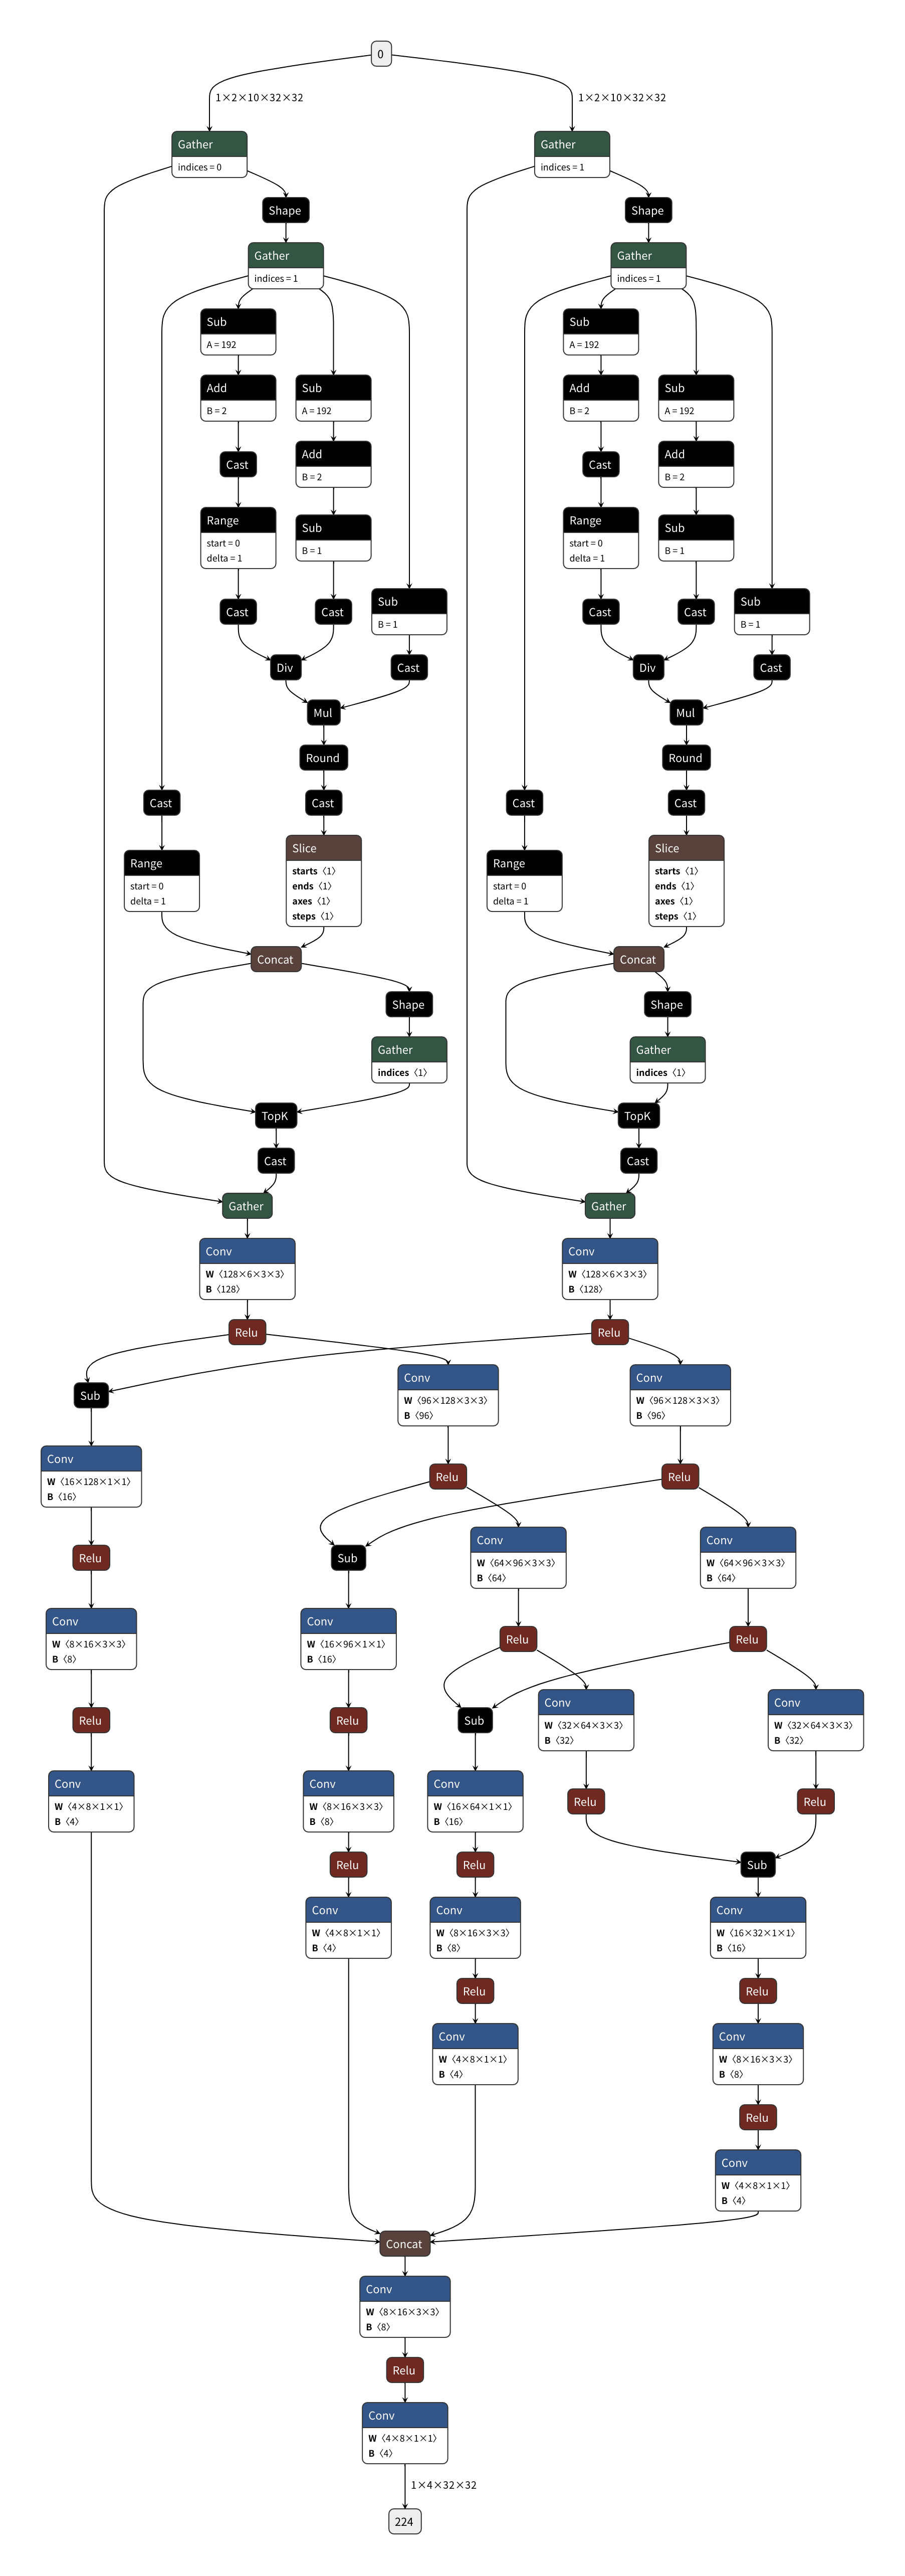 0
1×2×10×32×32
1×2×10×32×32
Gather
indices = 0
Gather
indices = 1
Shape
Shape
Gather
indices = 1
Gather
indices = 1
Sub
A = 192
Sub
A = 192
Add
B = 2
Sub
A = 192
Add
B = 2
Sub
A = 192
Cast
Add
B = 2
Cast
Add
B = 2
Range
start = 0
delta = 1
Sub
B = 1
Range
start = 0
delta = 1
Sub
B = 1
Cast
Cast
Sub
B = 1
Cast
Cast
Sub
B = 1
Div
Cast
Div
Cast
Mul
Mul
Round
Round
Cast
Cast
Cast
Cast
Range
start = 0
delta = 1
Slice
starts 〈1〉
ends 〈1〉
axes 〈1〉
steps 〈1〉
Range
start = 0
delta = 1
Slice
starts 〈1〉
ends 〈1〉
axes 〈1〉
steps 〈1〉
Concat
Concat
Shape
Shape
Gather
indices 〈1〉
Gather
indices 〈1〉
TopK
TopK
Cast
Cast
Gather
Gather
Conv
W 〈128×6×3×3〉
B 〈128〉
Conv
W 〈128×6×3×3〉
B 〈128〉
Relu
Relu
Sub
Conv
W 〈96×128×3×3〉
B 〈96〉
Conv
W 〈96×128×3×3〉
B 〈96〉
Conv
W 〈16×128×1×1〉
B 〈16〉
Relu
Relu
Relu
Sub
Conv
W 〈64×96×3×3〉
B 〈64〉
Conv
W 〈64×96×3×3〉
B 〈64〉
Conv
W 〈8×16×3×3〉
B 〈8〉
Conv
W 〈16×96×1×1〉
B 〈16〉
Relu
Relu
Relu
Relu
Sub
Conv
W 〈32×64×3×3〉
B 〈32〉
Conv
W 〈32×64×3×3〉
B 〈32〉
Conv
W 〈4×8×1×1〉
B 〈4〉
Conv
W 〈8×16×3×3〉
B 〈8〉
Conv
W 〈16×64×1×1〉
B 〈16〉
Relu
Relu
Relu
Relu
Sub
Conv
W 〈4×8×1×1〉
B 〈4〉
Conv
W 〈8×16×3×3〉
B 〈8〉
Conv
W 〈16×32×1×1〉
B 〈16〉
Relu
Relu
Conv
W 〈4×8×1×1〉
B 〈4〉
Conv
W 〈8×16×3×3〉
B 〈8〉
Relu
Conv
W 〈4×8×1×1〉
B 〈4〉
Concat
Conv
W 〈8×16×3×3〉
B 〈8〉
Relu
Conv
W 〈4×8×1×1〉
B 〈4〉
1×4×32×32
224